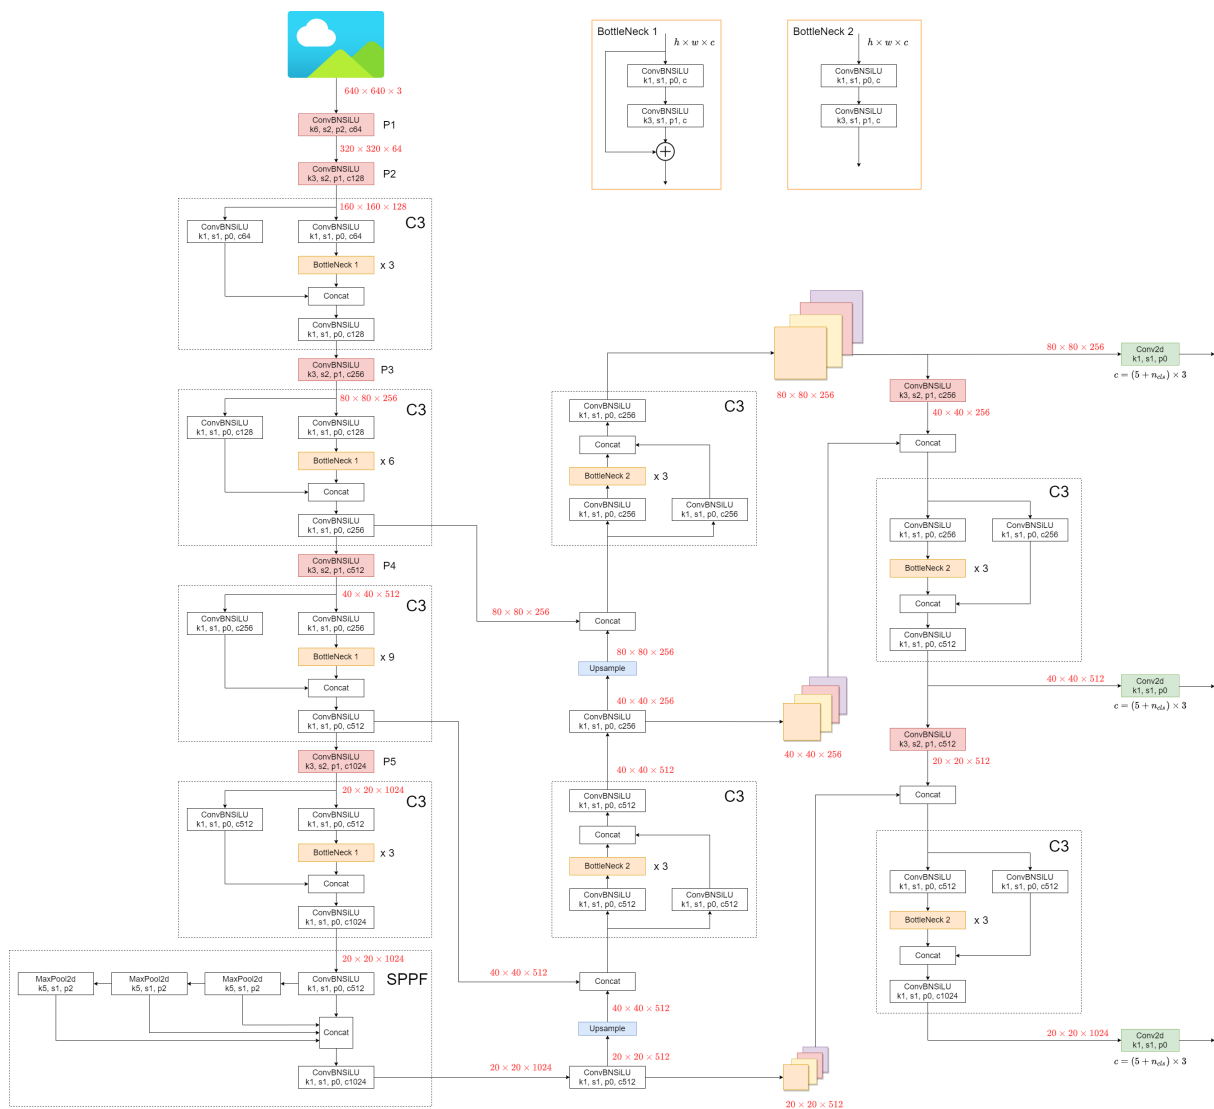 640 × 640 × 3
ConvBNSiLU
k6, s2, p2, c64
P1
320 × 320 × 64
ConvBNSiLU
k3, s2, p1, c128
P2
160 × 160 × 128
C3
ConvBNSiLU
k1, s1, p0, c64
ConvBNSiLU
k1, s1, p0, c64
BottleNeck 1
x 3
Concat
ConvBNSiLU
k1, s1, p0, c128
ConvBNSiLU
k3, s2, p1, c256
P3
80 × 80 × 256
C3
ConvBNSiLU
k1, s1, p0, c128
ConvBNSiLU
k1, s1, p0, c128
BottleNeck 1
x 6
Concat
ConvBNSiLU
k1, s1, p0, c256
ConvBNSiLU
k3, s2, p1, c512
P4
40 × 40 × 512
C3
ConvBNSiLU
k1, s1, p0, c256
ConvBNSiLU
k1, s1, p0, c256
BottleNeck 1
x 9
Concat
ConvBNSiLU
k1, s1, p0, c512
ConvBNSiLU
k3, s2, p1, c1024
P5
20 × 20 × 1024
C3
ConvBNSiLU
k1, s1, p0, c512
ConvBNSiLU
k1, s1, p0, c512
BottleNeck 1
x 3
Concat
ConvBNSiLU
k1, s1, p0, c1024
20 × 20 × 1024
SPPF
MaxPool2d
k5, s1, p2
MaxPool2d
k5, s1, p2
MaxPool2d
k5, s1, p2
ConvBNSiLU
k1, s1, p0, c512
Concat
ConvBNSiLU
k1, s1, p0, c1024
BottleNeck 1
h × w × c
ConvBNSiLU
k1, s1, p0, c
ConvBNSiLU
k3, s1, p1, c
+
BottleNeck 2
h × w × c
ConvBNSiLU
k1, s1, p0, c
ConvBNSiLU
k3, s1, p1, c
C3
ConvBNSiLU
k1, s1, p0, c256
Concat
BottleNeck 2
x 3
ConvBNSiLU
k1, s1, p0, c256
ConvBNSiLU
k1, s1, p0, c256
80 × 80 × 256
Concat
80 × 80 × 256
Upsample
40 × 40 × 256
ConvBNSiLU
k1, s1, p0, c256
40 × 40 × 512
C3
ConvBNSiLU
k1, s1, p0, c512
Concat
BottleNeck 2
x 3
ConvBNSiLU
k1, s1, p0, c512
ConvBNSiLU
k1, s1, p0, c512
40 × 40 × 512
Concat
40 × 40 × 512
Upsample
20 × 20 × 512
20 × 20 × 1024
ConvBNSiLU
k1, s1, p0, c512
80 × 80 × 256
40 × 40 × 256
20 × 20 × 512
80 × 80 × 256
Conv2d
k1, s1, p0
c = (5 + n_cls) × 3
ConvBNSiLU
k3, s2, p1, c256
40 × 40 × 256
Concat
C3
ConvBNSiLU
k1, s1, p0, c256
ConvBNSiLU
k1, s1, p0, c256
BottleNeck 2
x 3
Concat
ConvBNSiLU
k1, s1, p0, c512
40 × 40 × 512
Conv2d
k1, s1, p0
c = (5 + n_cls) × 3
ConvBNSiLU
k3, s2, p1, c512
20 × 20 × 512
Concat
C3
ConvBNSiLU
k1, s1, p0, c512
ConvBNSiLU
k1, s1, p0, c512
BottleNeck 2
x 3
Concat
ConvBNSiLU
k1, s1, p0, c1024
20 × 20 × 1024
Conv2d
k1, s1, p0
c = (5 + n_cls) × 3